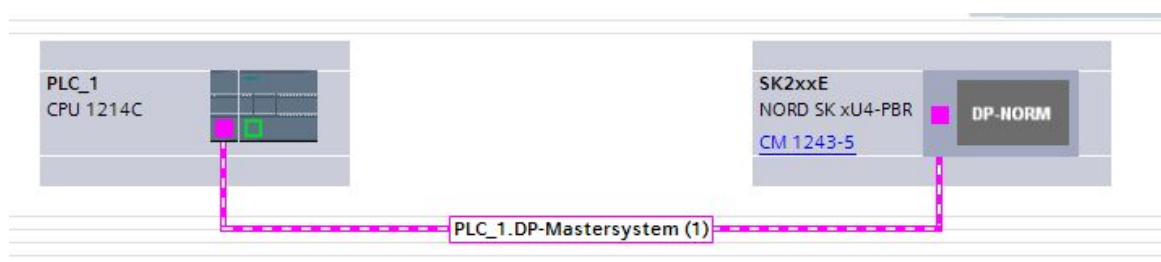 PLC_1
CPU 1214C
SK2xxE
NORD SK xU4-PBR
CM 1243-5
DP-NORM
PLC_1.DP-Mastersystem (1)